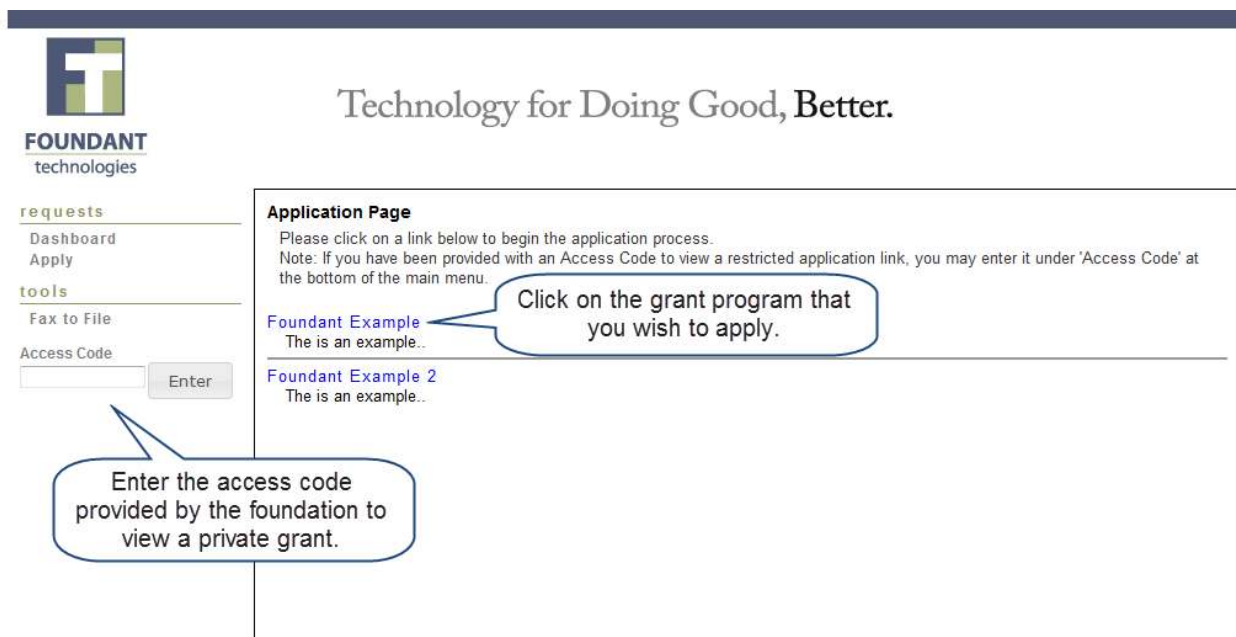 FT
FOUNDANT
technologies
Technology for Doing Good, Better.
requests
Dashboard
Apply
tools
Fax to File
Access Code
Enter
Enter the access code
provided by the foundation to
view a private grant.
Application Page
Please click on a link below to begin the application process.
Note: If you have been provided with an Access Code to view a restricted application link, you may enter it under 'Access Code' at
the bottom of the main menu.
Click on the grant program that
you wish to apply.
Foundant Example
The is an example..
Foundant Example 2
The is an example..